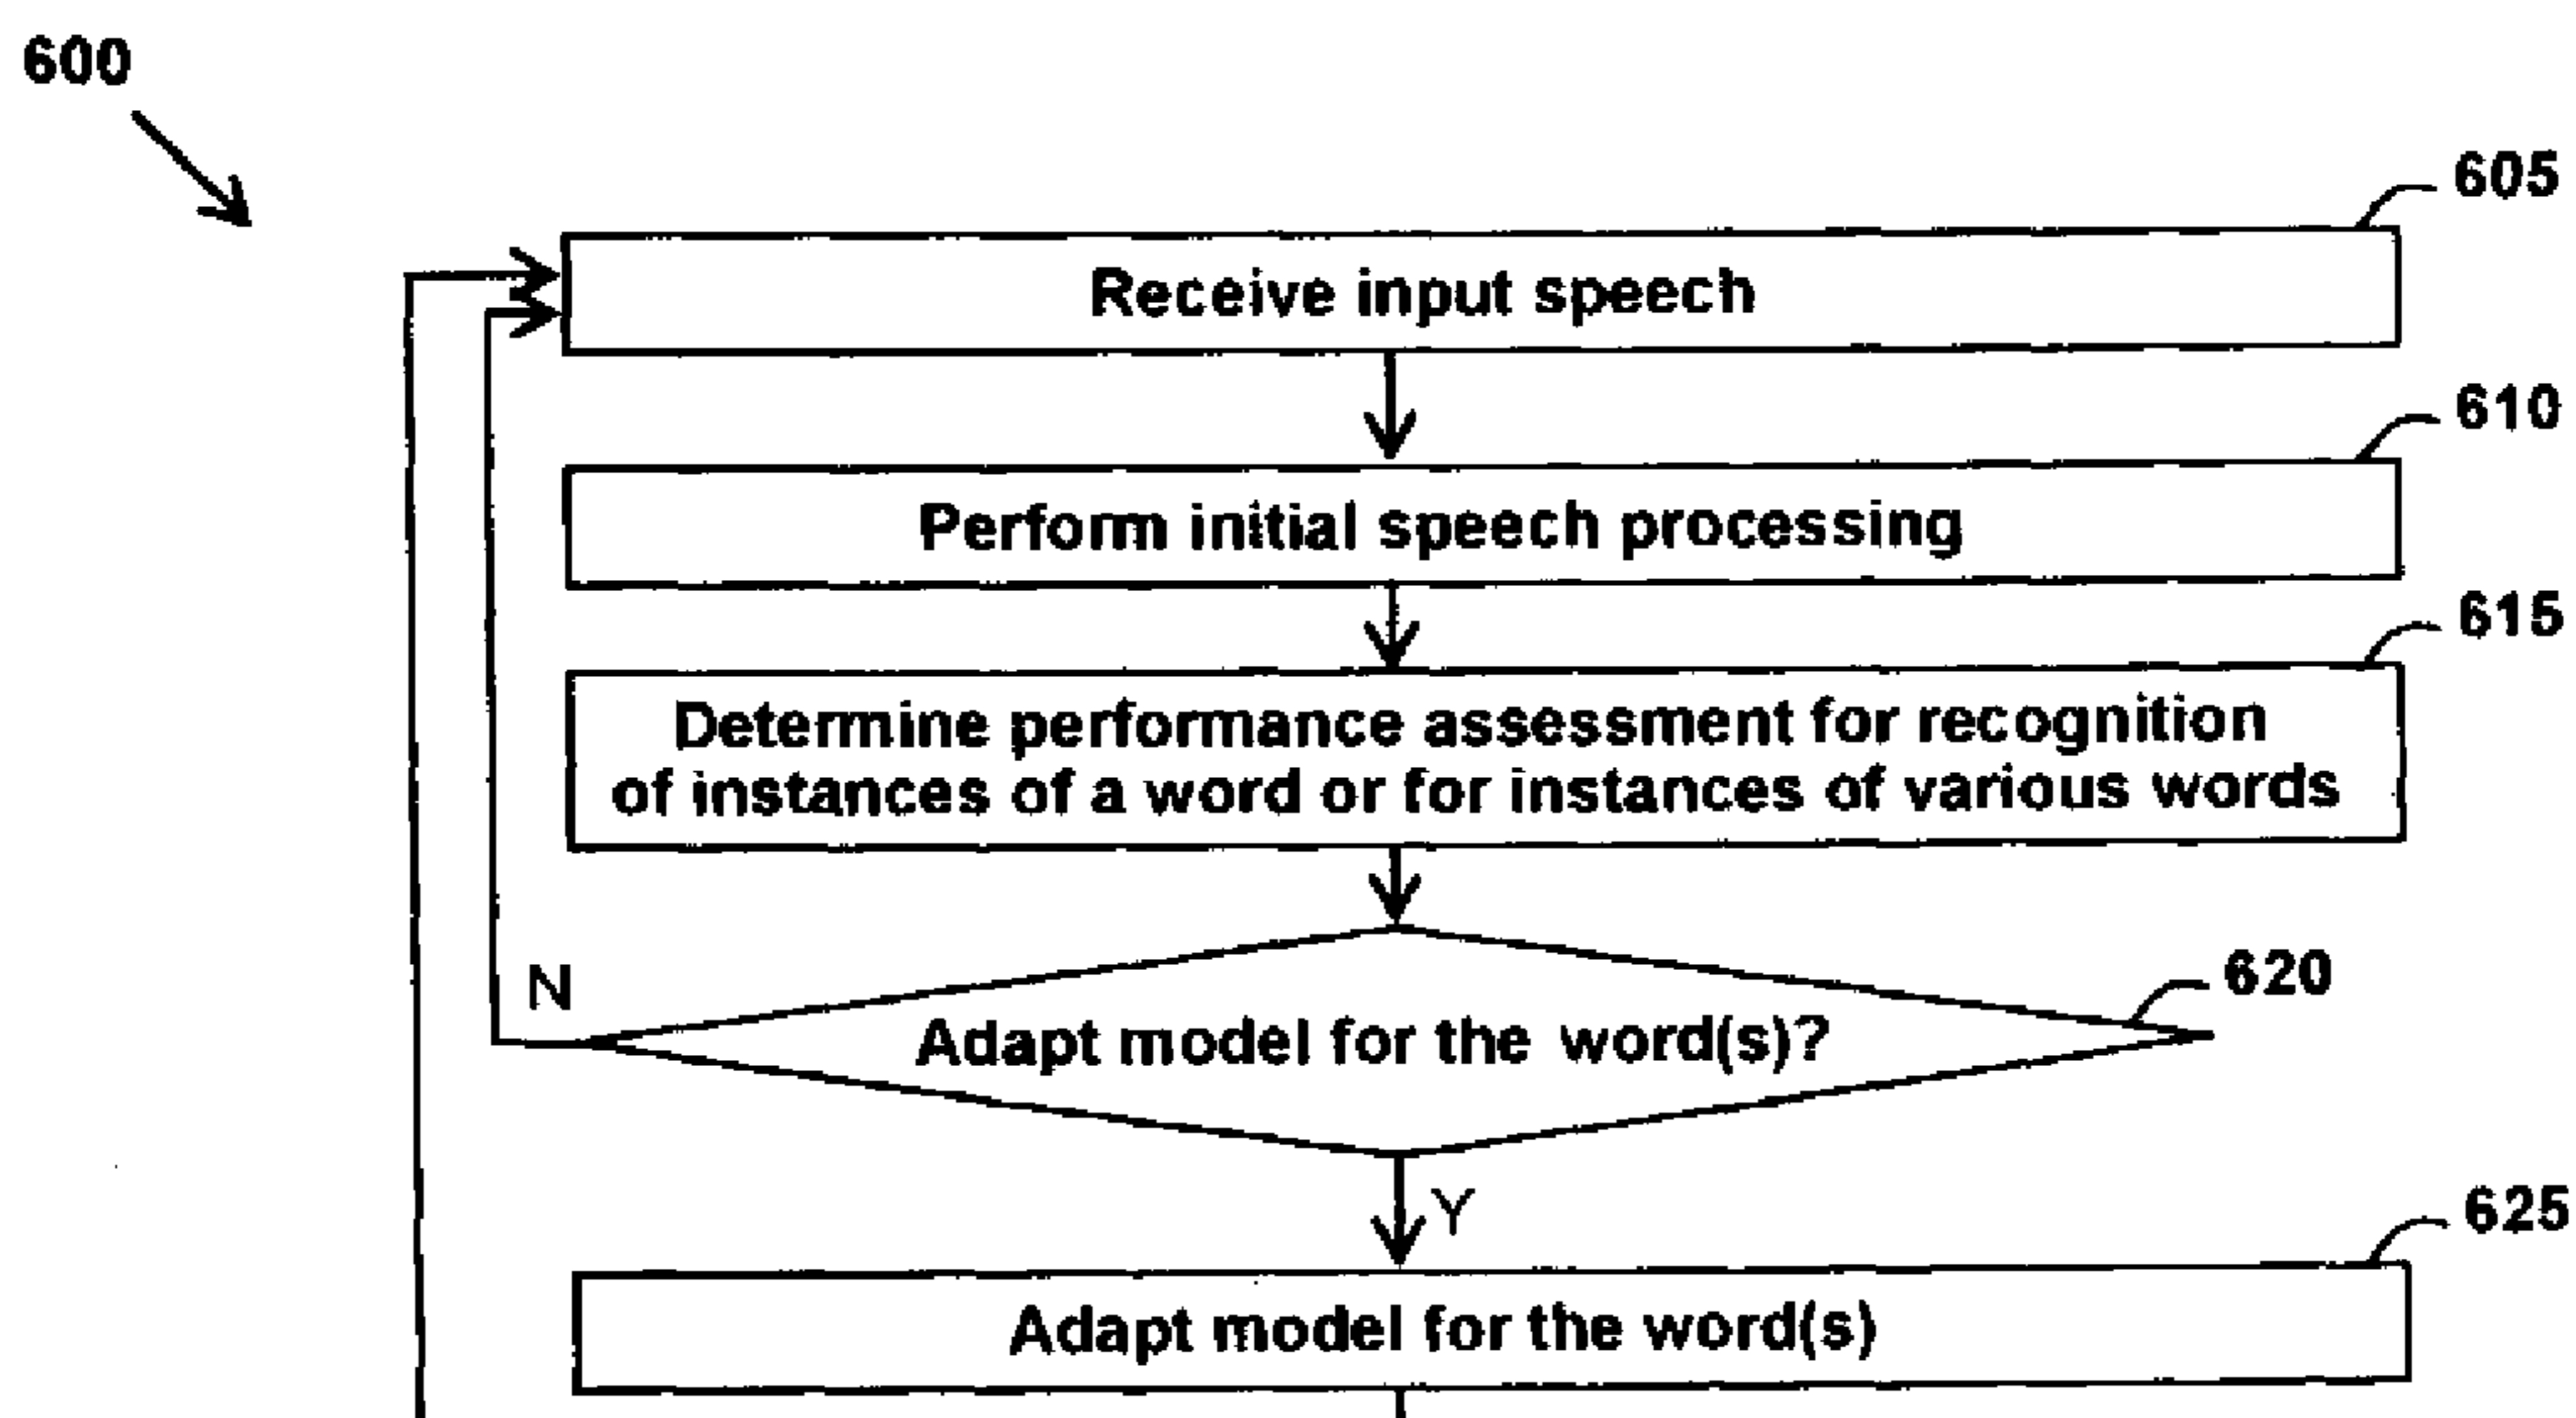 600
605
Receive input speech
610
Perform initial speech processing
615
Determine performance assessment for recognition
of instances of a word or for instances of various words
N
620
Adapt model for the word(s)?
Y
625
Adapt model for the word(s)